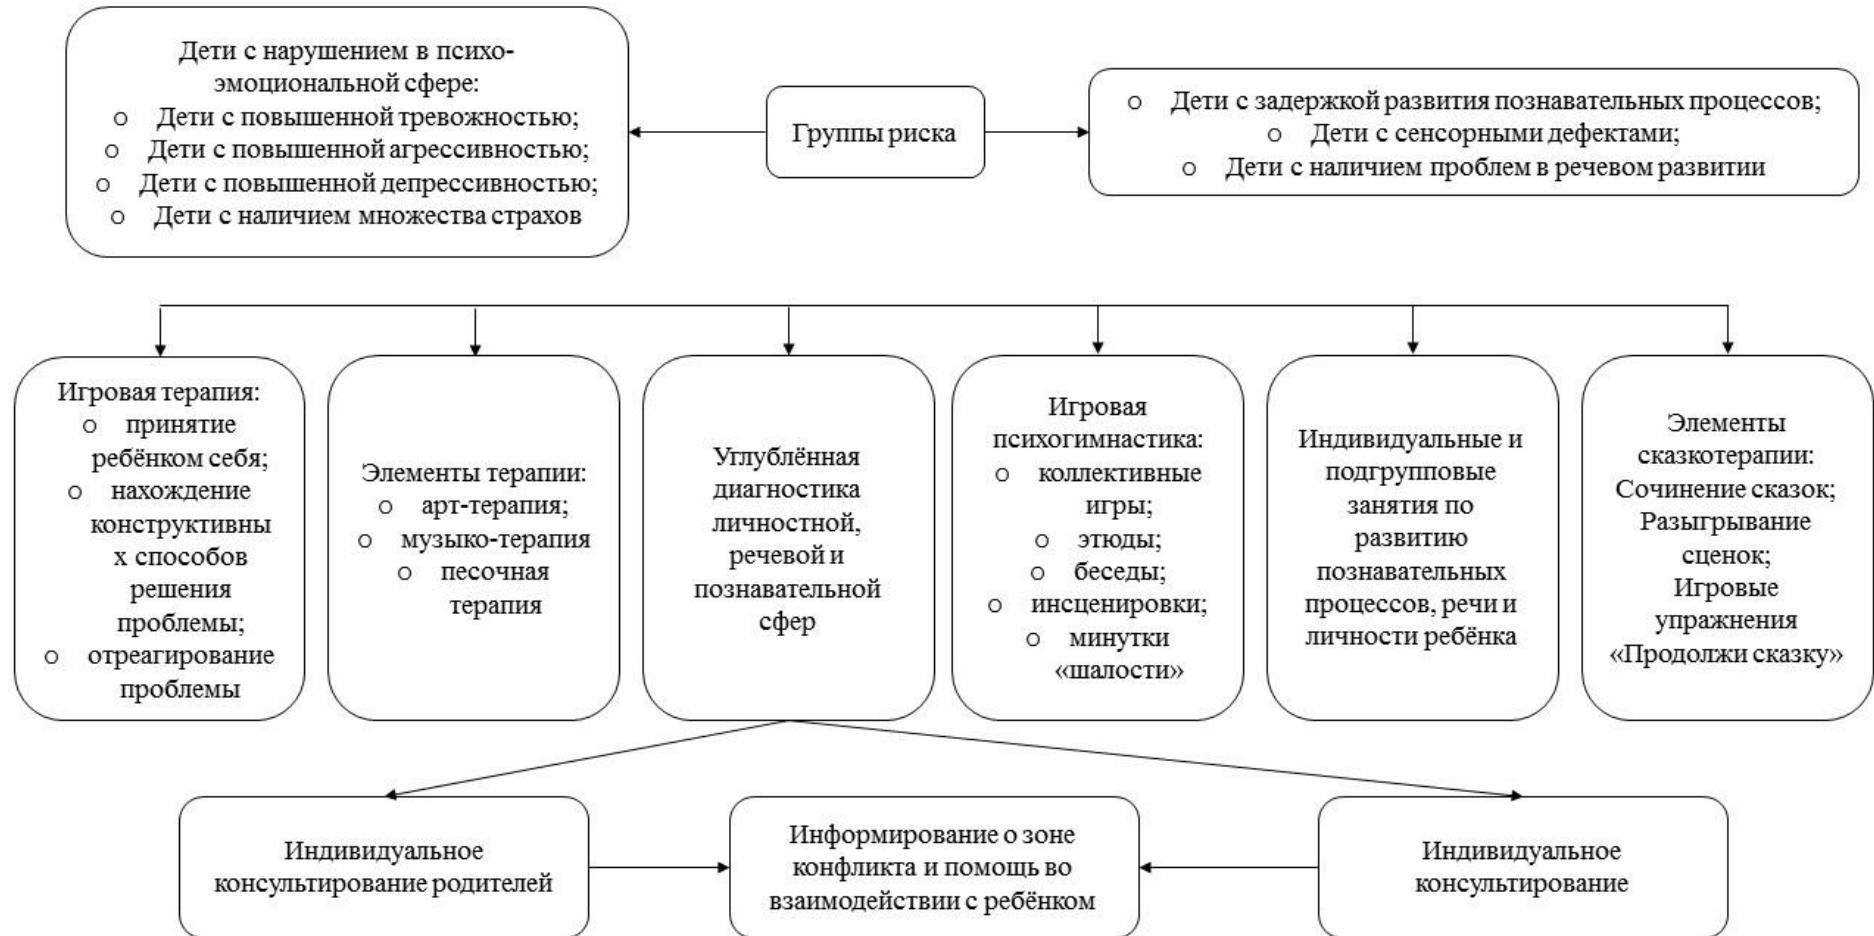 Дети с нарушением в психо-
эмоциональной сфере:
o Дети с повышенной тревожностью;
o Дети с повышенной агрессивностью;
o Дети с повышенной депрессивностью;
o Дети с наличием множества страхов
Группы риска
o Дети с задержкой развития познавательных процессов;
o Дети с сенсорными дефектами;
o Дети с наличием проблем в речевом развитии
Игровая терапия:
o принятие
ребёнком себя;
o нахождение
конструктивны
х способов
решения
проблемы;
o отреагирование
проблемы
Элементы терапии:
o арт-терапия;
o музыко-терапия
o песочная
терапия
Углублённая
диагностика
личностной,
речевой и
познавательной
сфер
Игровая
психогимнастика:
o коллективные
игры;
o этюды;
o беседы;
o инсценировки;
o минутки
«шалости»
Индивидуальные и
подгрупповые
занятия по
развитию
познавательных
процессов, речи и
личности ребёнка
Элементы
сказкотерапии:
Сочинение сказок;
Разыгрывание
сценок;
Игровые
упражнения
«Продолжи сказку»
Индивидуальное
консультирование родителей
Информирование о зоне
конфликта и помощь во
взаимодействии с ребёнком
Индивидуальное
консультирование